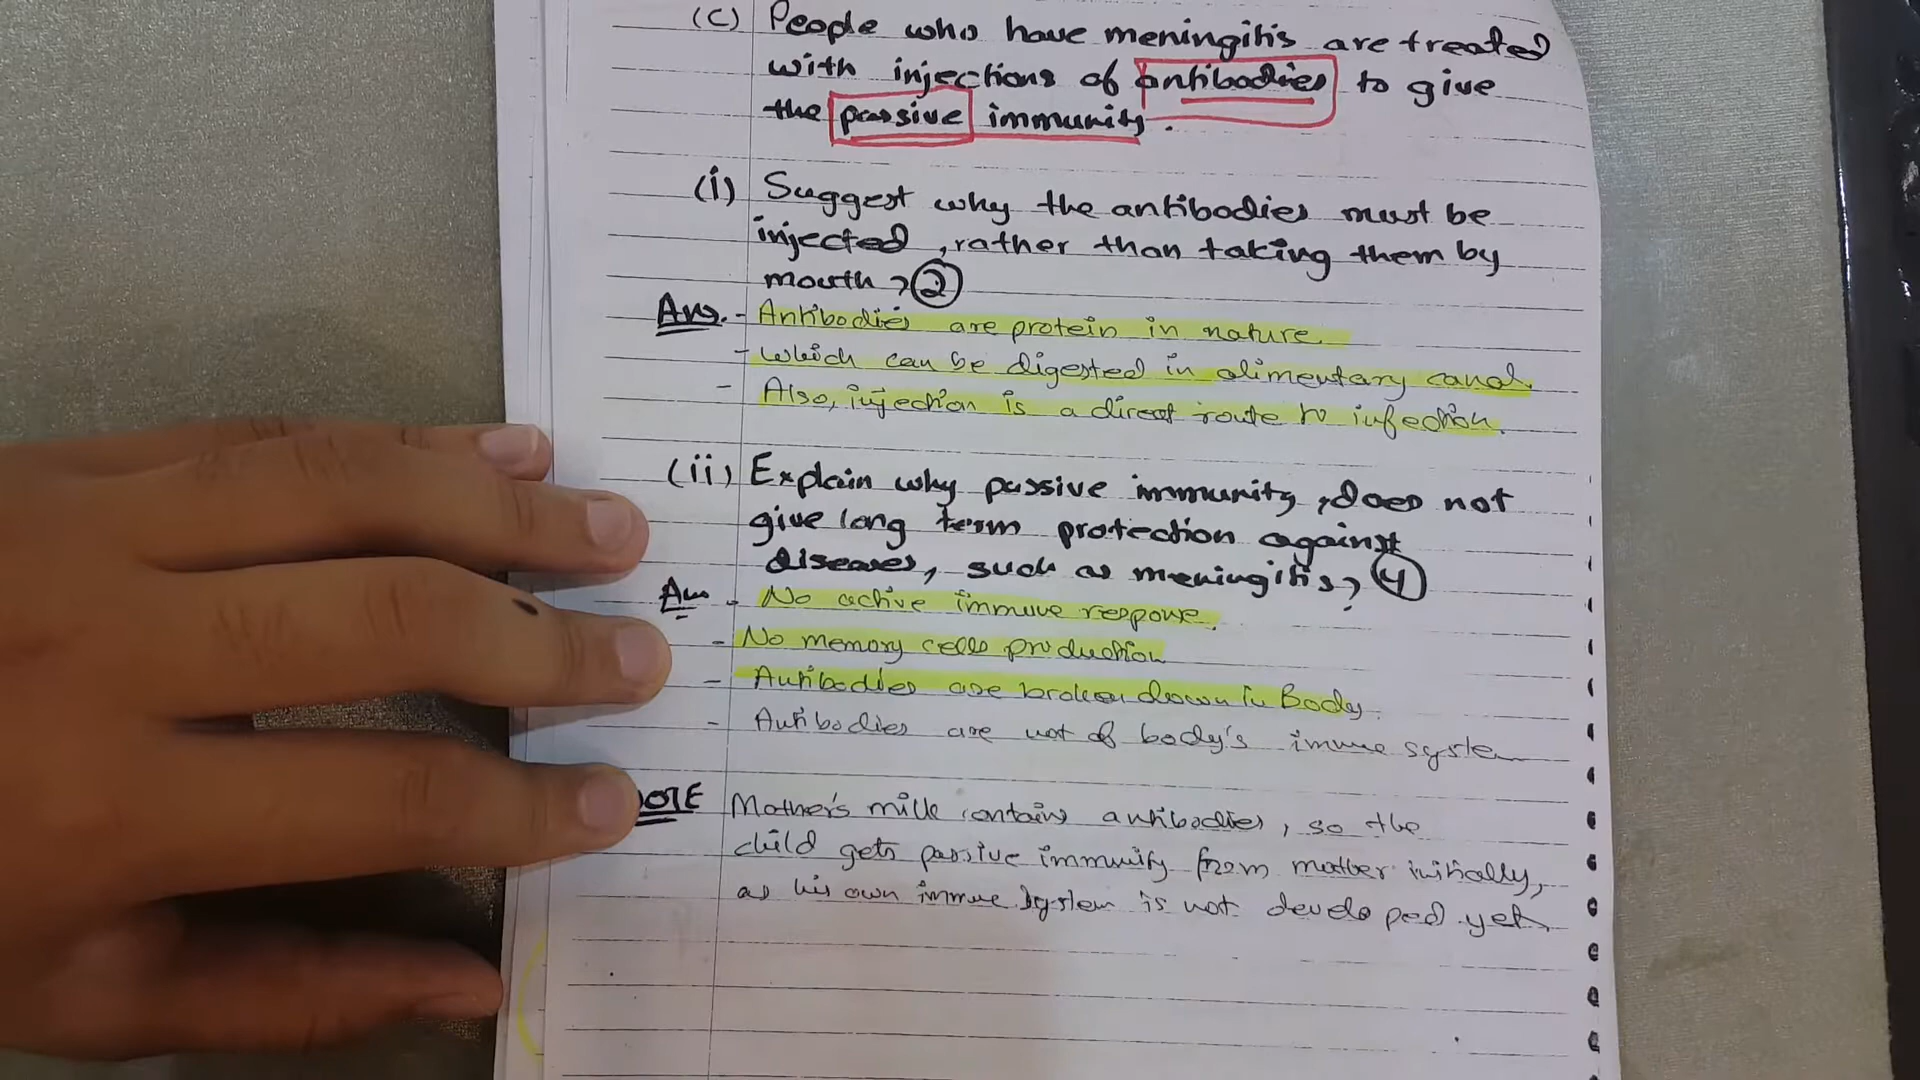 (C) People who have meningitis are treated
with injections of antibodies to give
the passive immunity.
(i) Suggest why the antibodies must be
injected, rather than taking them by
mouth ? 2
Ans. - Antibodies are protein in nature.
- which can be digested in alimentary canal.
- Also, injection is a direct route to infection.
(ii) Explain why passive immunity, does not
give long term protection against
diseases, such as meningitis? 4
Ans - No active immune response.
- No memory cells production
- Antibodies are broken down in Body.
- Antibodies are not of body's immue system
OTE Mother's milk contains antibodies, so the
child gets passive immunity from mother initially,
as his own immue system is not developed yet.